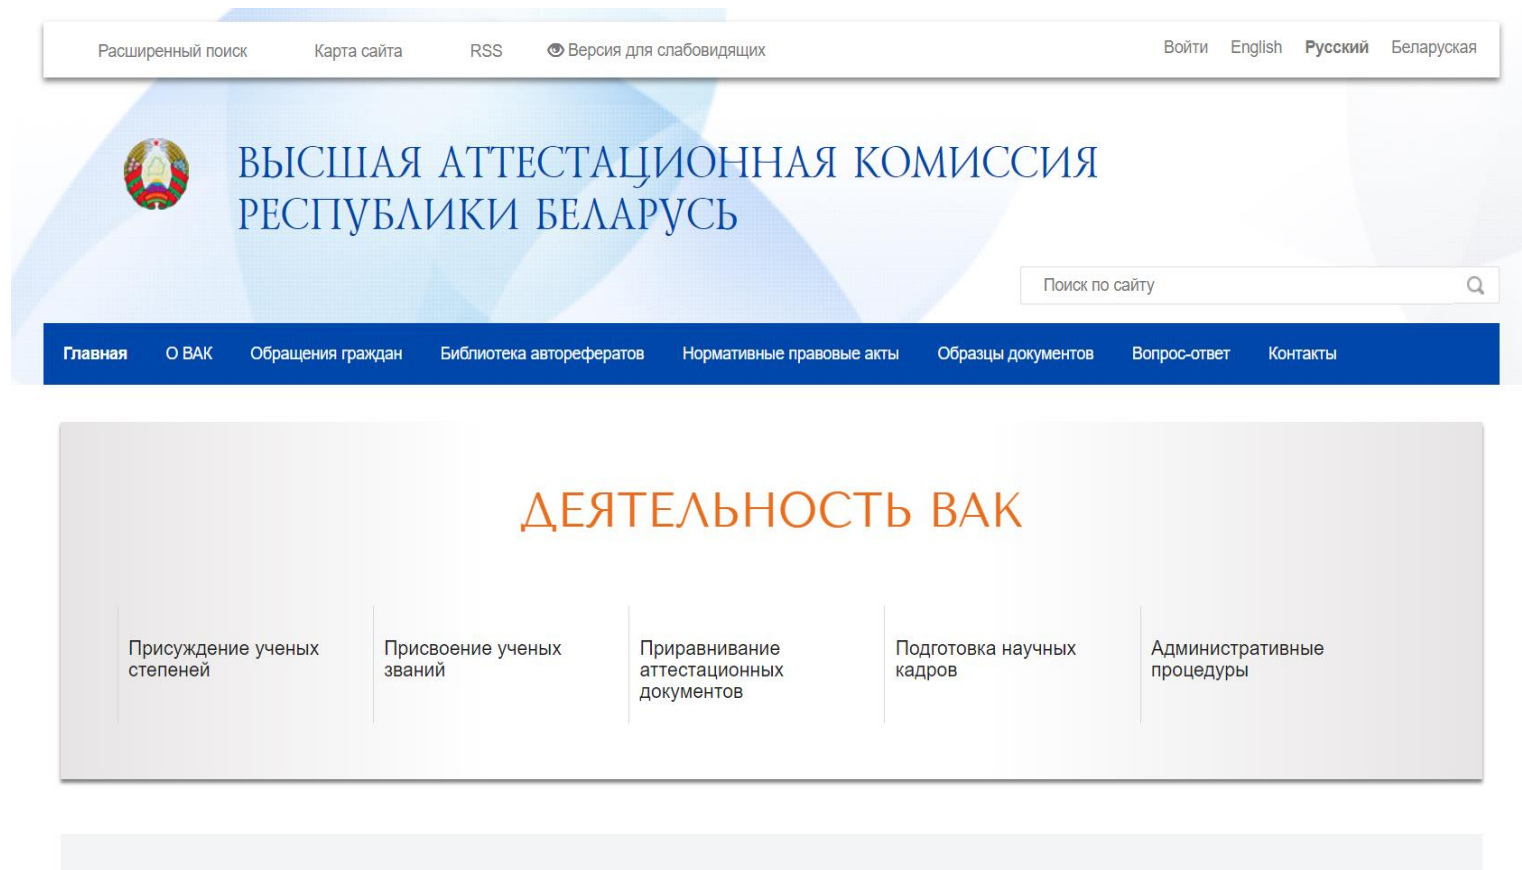 Расширенный поиск Карта сайта RSS Версия для слабовидящих Войти English Русский Беларуская
ВЫСШАЯ АТТЕСТАЦИОННАЯ КОМИССИЯ
РЕСПУБЛИКИ БЕЛАРУСЬ
Поиск по сайту
Главная О ВАК Обращения граждан Библиотека авторефератов Нормативные правовые акты Образцы документов Вопрос-ответ Контакты
ДЕЯТЕЛЬНОСТЬ ВАК
Присуждение ученых
степеней
Присвоение ученых
званий
Приравнивание
аттестационных
документов
Подготовка научных
кадров
Административные
процедуры